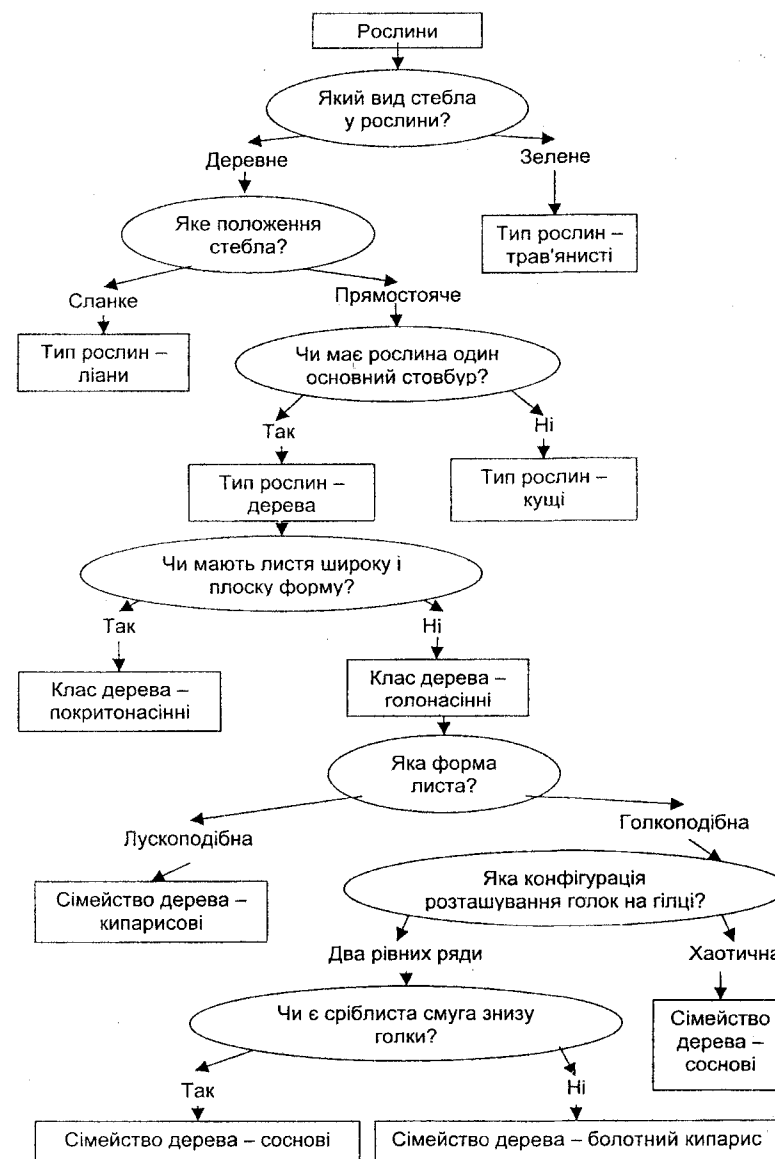 Рослини
Який вид стебла
у рослини?
Деревне
Зелене
Яке положення
стебла?
Тип рослин –
трав'янисті
Сланке
Прямостояче
Тип рослин –
ліани
Чи має рослина один
основний стовбур?
Так
Ні
Тип рослин –
дерева
Тип рослин –
кущі
Чи мають листя широку і
плоску форму?
Так
Ні
Клас дерева –
покритонасінні
Клас дерева –
голонасінні
Яка форма
листа?
Лускоподібна
Голкоподібна
Сімейство дерева –
кипарисові
Яка конфігурація
розташування голок на гілці?
Два рівних ряди
Хаотична
Чи є сріблиста смуга знизу
голки?
Сімейство
дерева –
соснові
Так
Ні
Сімейство дерева – соснові
Сімейство дерева – болотний кипарис